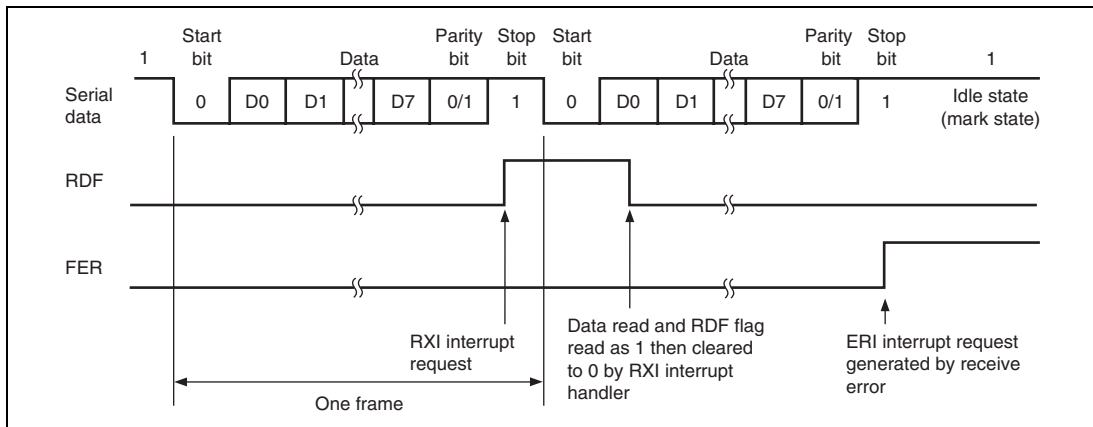 Start bit
Data
Parity bit
Stop bit
Start bit
Data
Parity bit
Stop bit
1
1
Serial data
0
D0
D1
D7
0/1
1
0
D0
D1
D7
0/1
1
Idle state
(mark state)
RDF
FER
RXI interrupt
request
Data read and RDF flag
read as 1 then cleared
to 0 by RXI interrupt
handler
ERI interrupt request
generated by receive
error
One frame